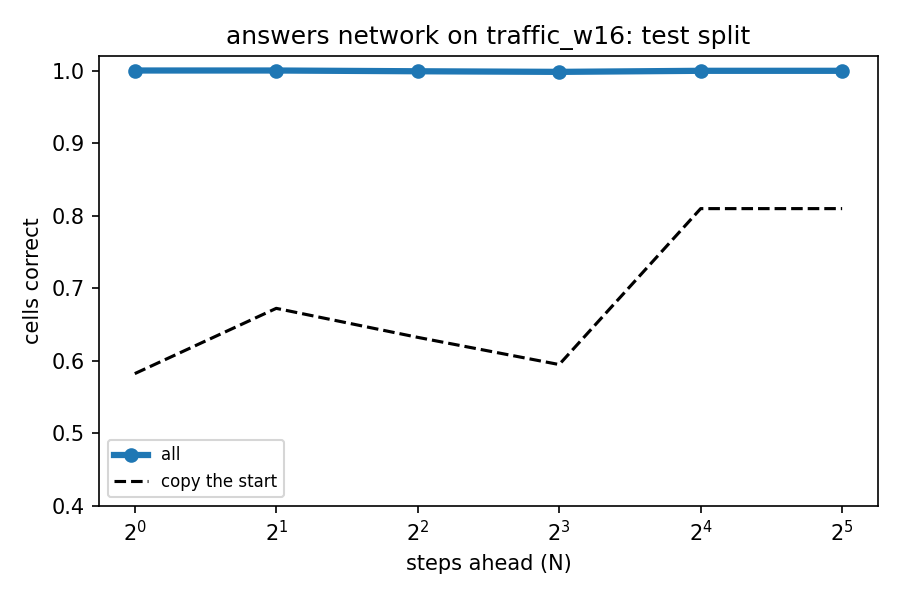 answers network on traffic_w16: test split
cells correct
1.0
0.9
0.8
0.7
0.6
0.5
0.4
all
copy the start
2^0 2^1 2^2 2^3 2^4 2^5
steps ahead (N)